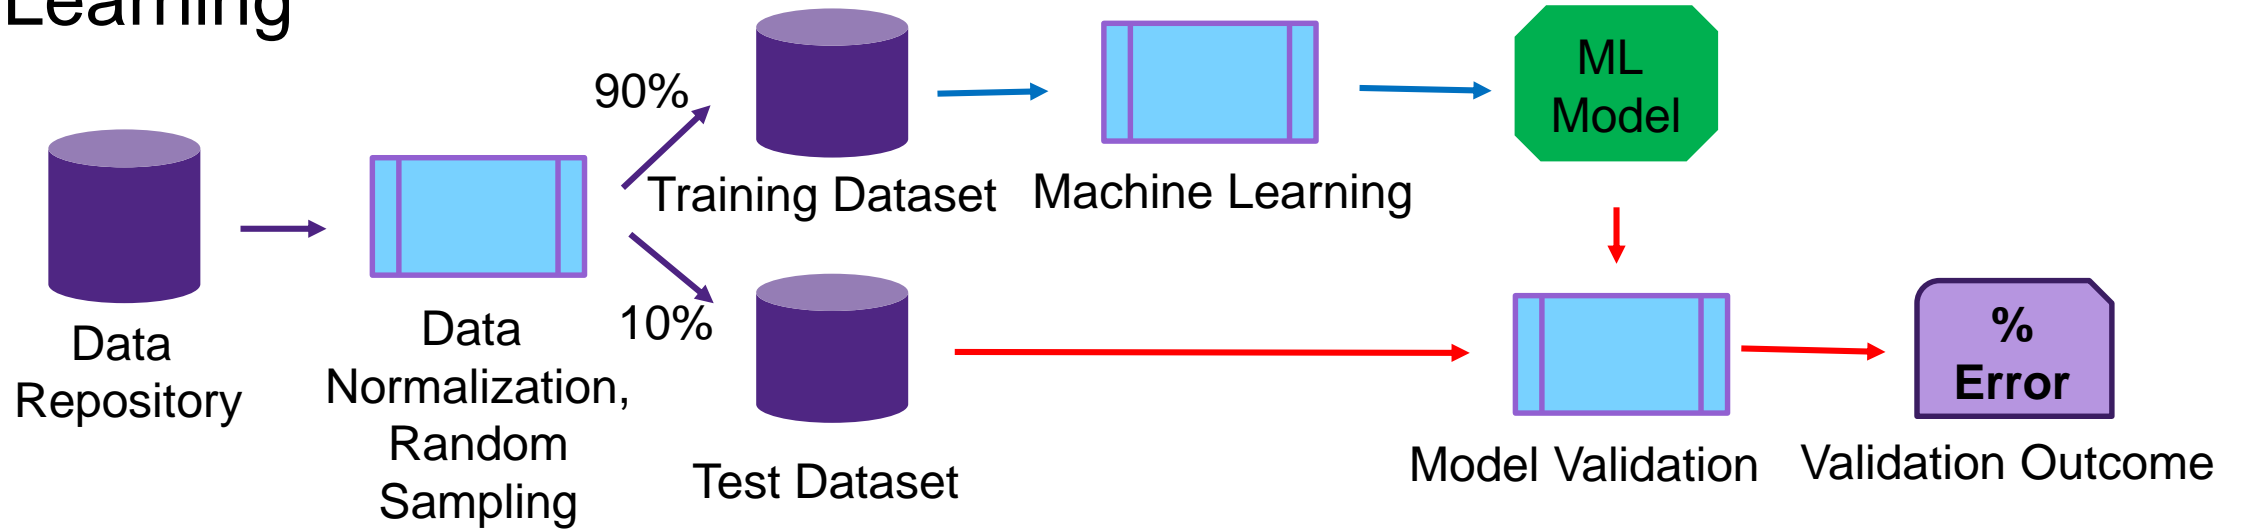 Learning
90%
ML
Model
Training Dataset
Machine Learning
Data
Repository
Data
Normalization,
Random
Sampling
10%
Test Dataset
%
Error
Model Validation
Validation Outcome